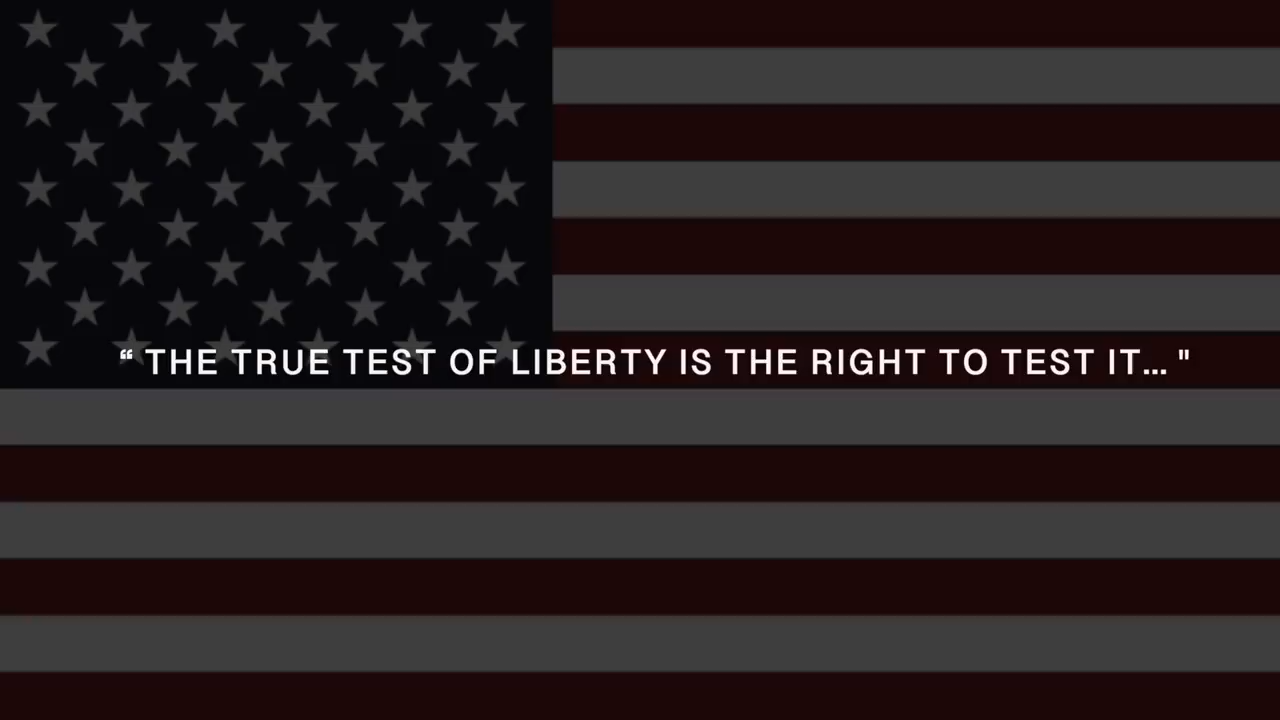 “ THE TRUE TEST OF LIBERTY IS THE RIGHT TO TEST IT... "